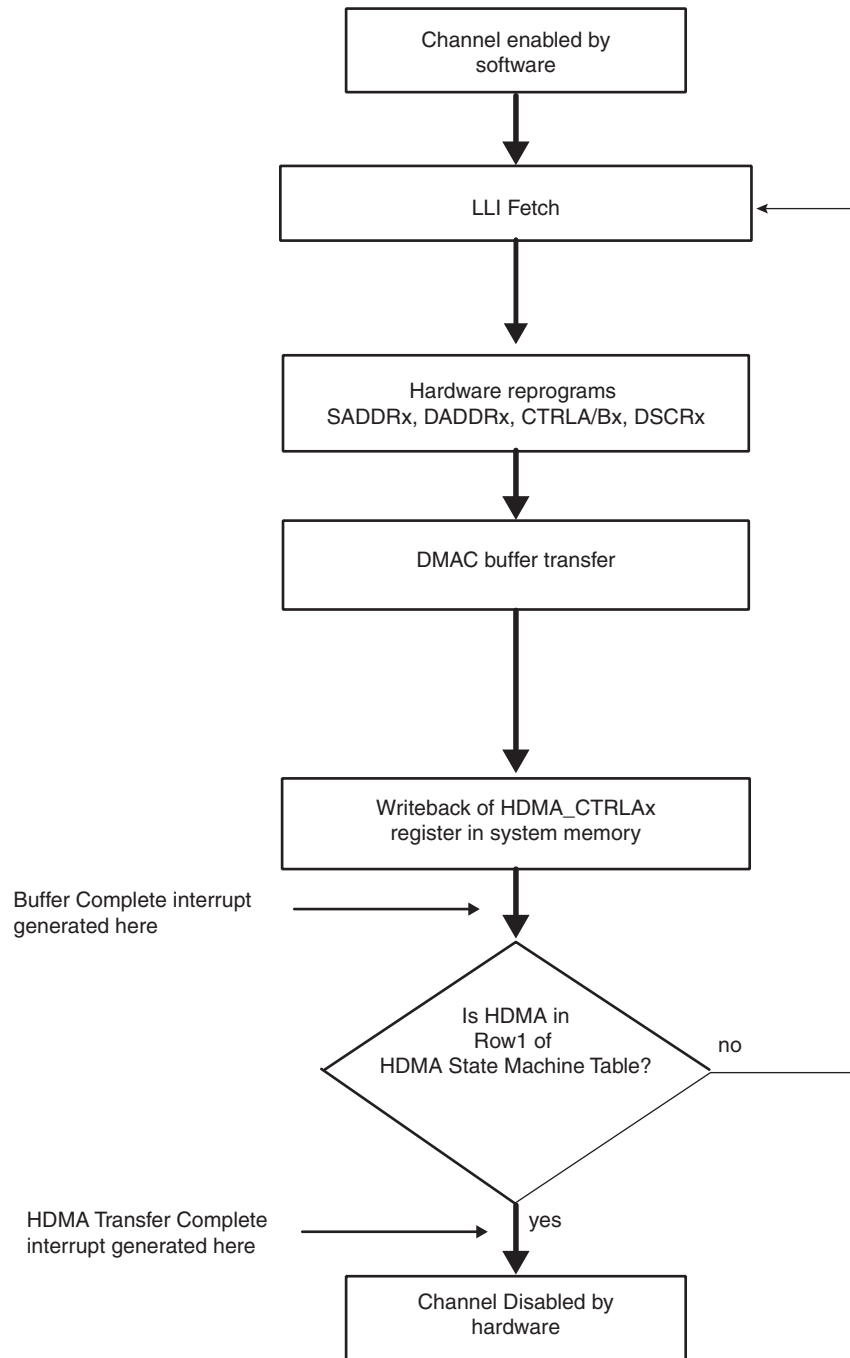 Channel enabled by
software
LLI Fetch
Hardware reprograms
SADDRx, DADDRx, CTRLA/Bx, DSCRx
DMAC buffer transfer
Writeback of HDMA_CTRLAx
register in system memory
Buffer Complete interrupt
generated here
Is HDMA in
Row1 of
HDMA State Machine Table?
no
HDMA Transfer Complete
interrupt generated here
yes
Channel Disabled by
hardware